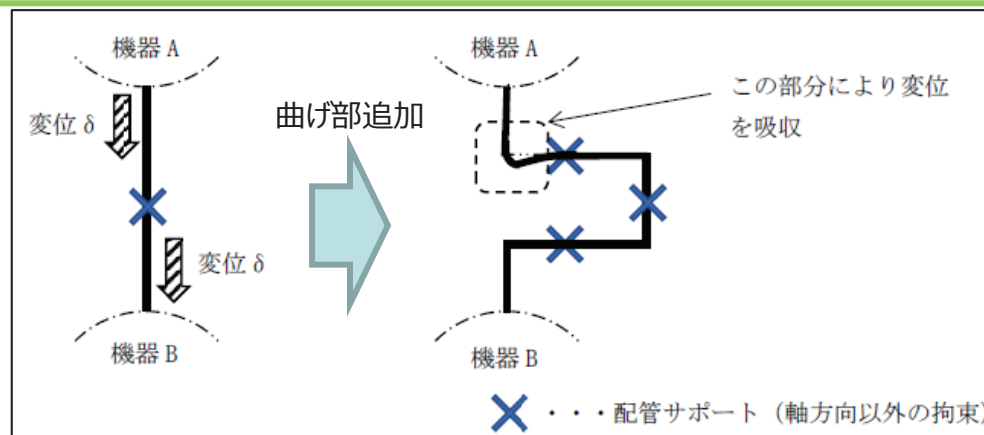 機器 A
変位 δ
変位 δ
機器 B
曲げ部追加
機器 A
この部分により変位
を吸収
機器 B
・・・配管サポート（軸方向以外の拘束）